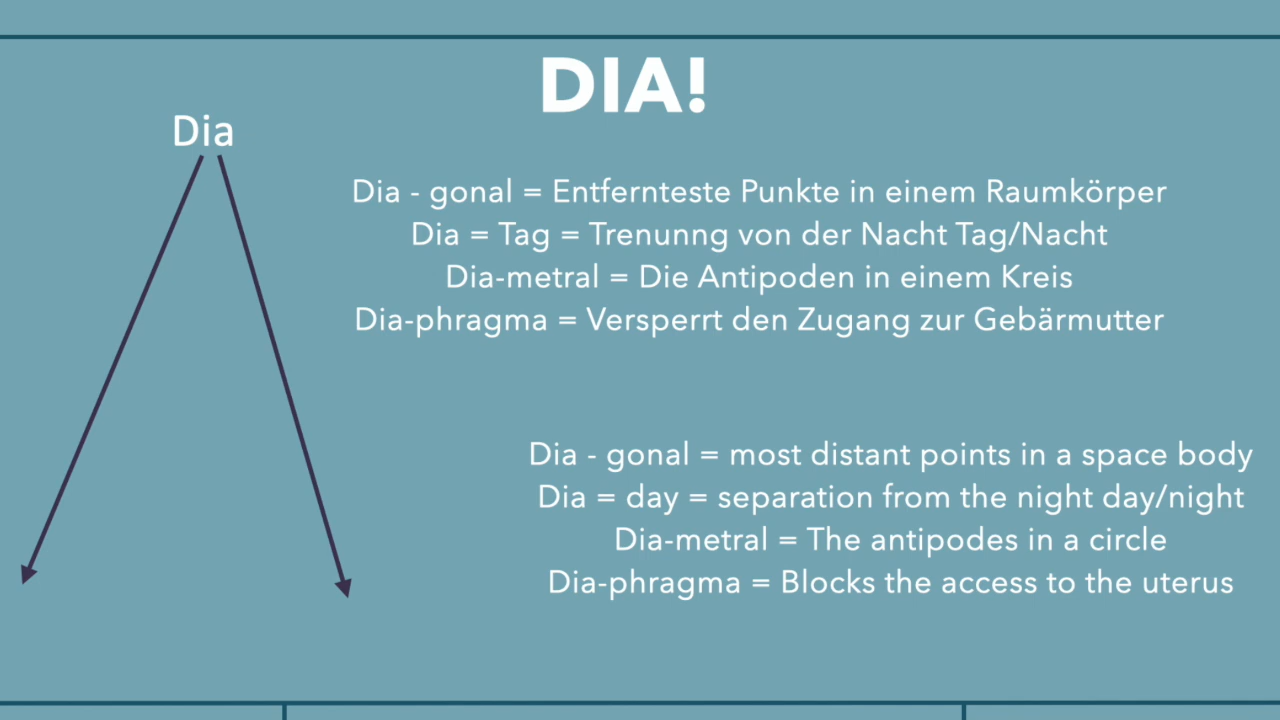 DIA!
Dia
Dia - gonal = Entfernteste Punkte in einem Raumkörper
Dia = Tag = Trenunng von der Nacht Tag/Nacht
Dia-metral = Die Antipoden in einem Kreis
Dia-phragma = Versperrt den Zugang zur Gebärmutter
Dia - gonal = most distant points in a space body
Dia = day = separation from the night day/night
Dia-metral = The antipodes in a circle
Dia-phragma = Blocks the access to the uterus